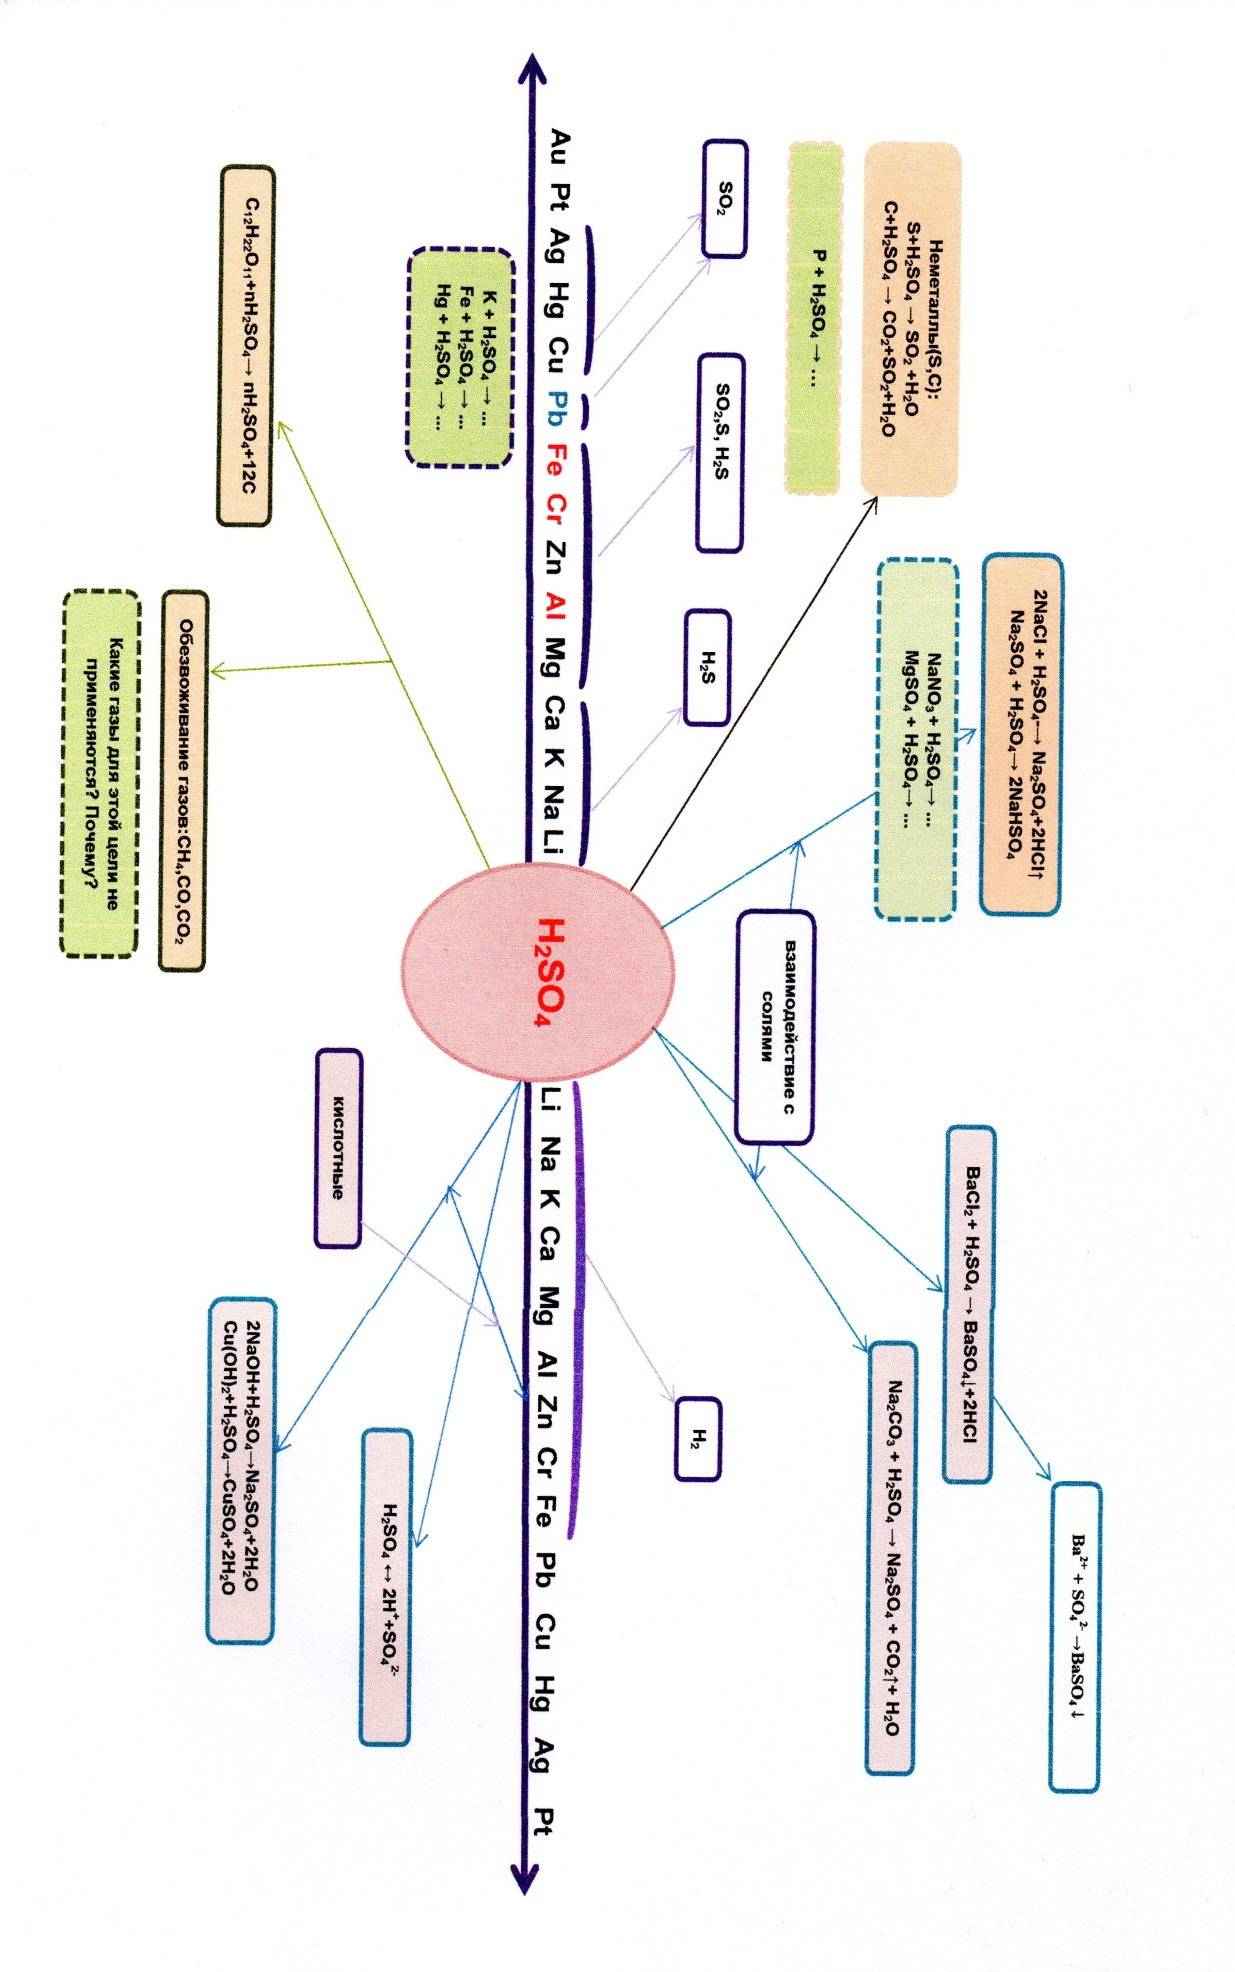 2NaCl + H₂SO₄→ Na₂SO₄+2HCl↑
Na₂SO₄ + H₂SO₄→ 2NaHSO₄
NaNO₃ + H₂SO₄→ ...
MgSO₄ + H₂SO₄→ ...
Неметаллы(S,C):
S+H₂SO₄ → SO₂ +H₂O
C+H₂SO₄→ CO₂+SO₂+H₂O
P + H₂SO₄→ ...
Ba²⁺ + SO₄²⁻ →BaSO₄↓
BaCl₂ + H₂SO₄ → BaSO₄↓+2HCl
Na₂CO₃ + H₂SO₄ → Na₂SO₄ + CO₂↑+ H₂O
взаимодействие с
солями
SO₂
SO₂,S, H₂S
H₂S
H₂
Au Pt Ag Hg Cu Pb Fe Cr Zn Al Mg Ca K Na Li
H₂SO₄
Li Na K Ca Mg Al Zn Cr Fe Pb Cu Hg Ag Pt
K + H₂SO₄ → ...
Fe + H₂SO₄→ ....
Hg + H₂SO₄→ ...
C₁₂H₂₂O₁₁+nH₂SO₄→ nH₂SO₄+12C
Обезвоживание газов:CH₄,CO,CO₂
Какие газы для этой цели не
применяются? Почему?
кислотные
H₂SO₄ ↔ 2H⁺+SO₄²⁻
2NaOH+H₂SO₄→Na₂SO₄+2H₂O
Cu(OH)₂+H₂SO₄→CuSO₄+2H₂O